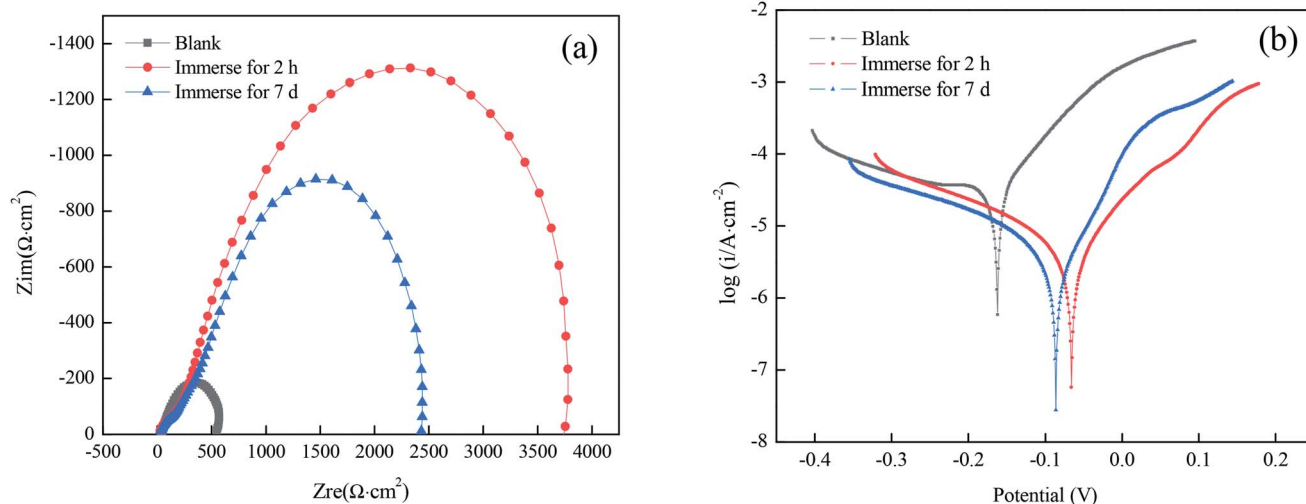 (a)
Blank
Immerse for 2 h
Immerse for 7 d
-1400
-1200
-1000
-800
-600
-400
-200
0
Zim(Ω·cm²)
-500 0 500 1000 1500 2000 2500 3000 3500 4000
Zre(Ω·cm²)
(b)
Blank
Immerse for 2 h
Immerse for 7 d
-2
-3
-4
-5
-6
-7
-8
log (i/A·cm⁻²)
-0.4 -0.3 -0.2 -0.1 0.0 0.1 0.2
Potential (V)